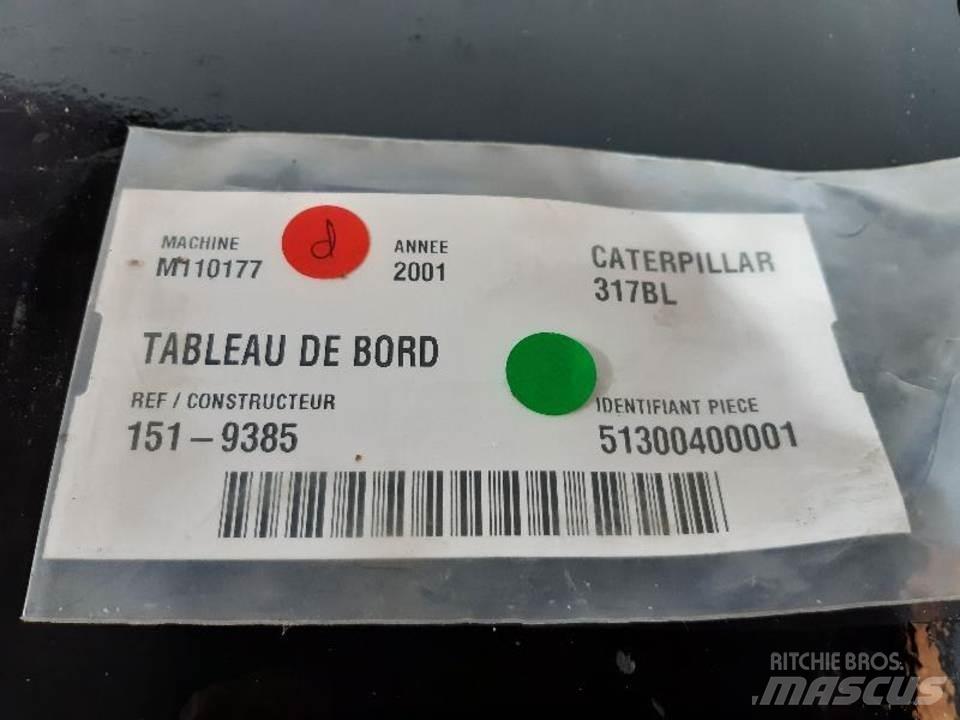 MACHINE
M110177
d
ANNEE
2001
CATERPILLAR
317BL
TABLEAU DE BORD
REF / CONSTRUCTEUR
151-9385
IDENTIFIANT PIECE
51300400001
RITCHIE BROS.
MASCUS